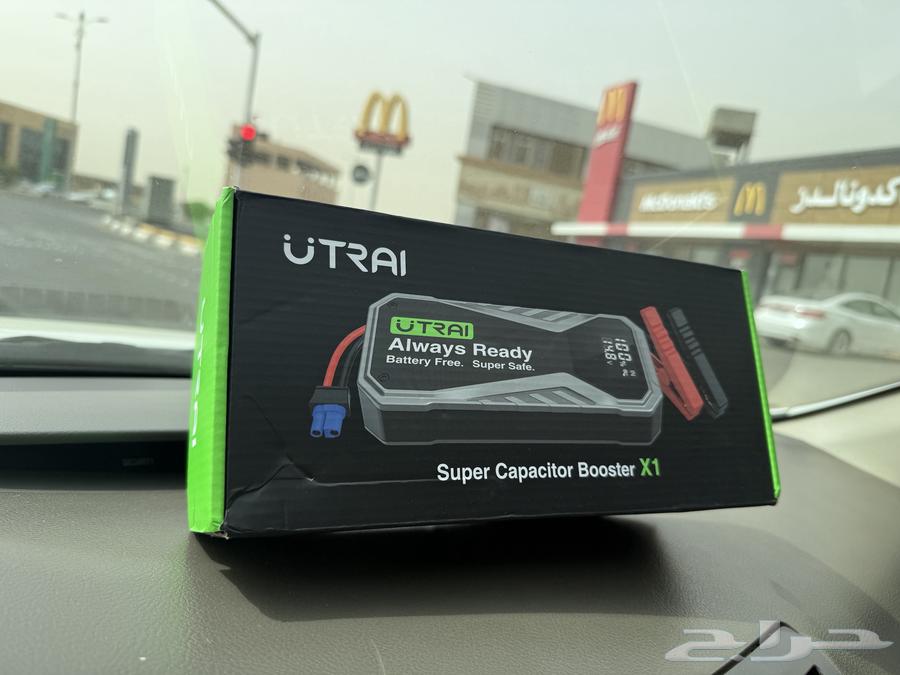 UTRAI
UTRAI
Always Ready
Battery Free. Super Safe.
Super Capacitor Booster X1
McDonald's
ماكدونالدز
حراج